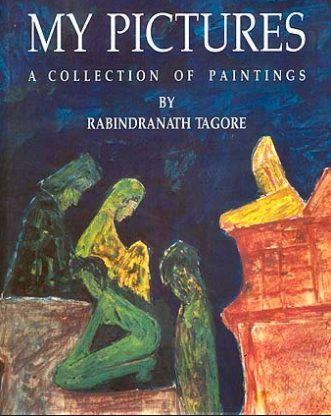 MY PICTURES
A COLLECTION OF PAINTINGS
BY
RABINDRANATH TAGORE